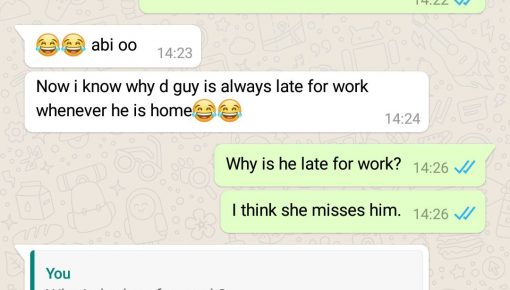 14:22
😂😂 abi oo 14:23
Now i know why d guy is always late for work
whenever he is home😂😂 14:24
Why is he late for work? 14:26
I think she misses him. 14:26
You